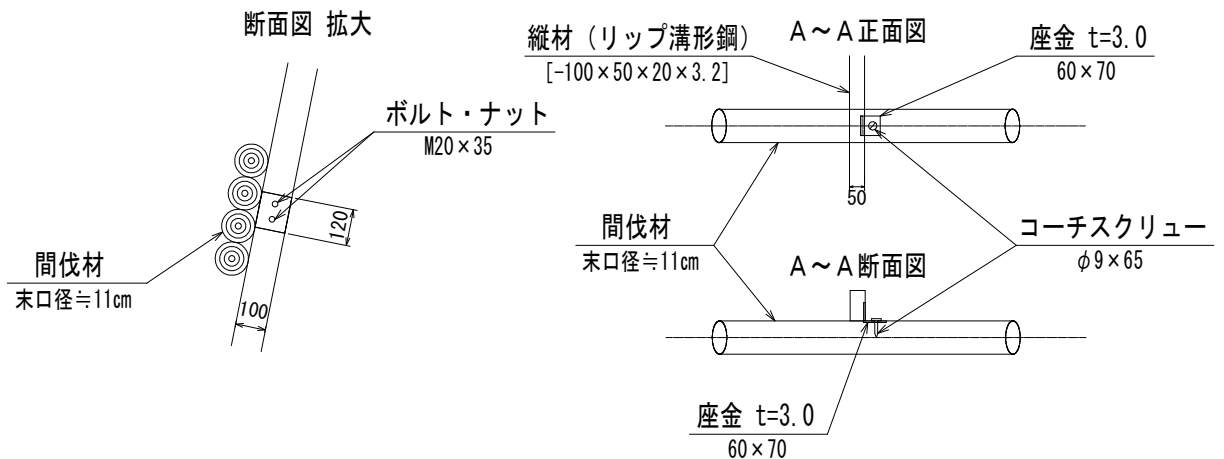 断面図 拡大
ボルト・ナット
M20×35
120
間伐材
末口径≒11cm
100
縦材（リップ溝形鋼）
[-100×50×20×3.2]
A～A正面図
座金 t=3.0
60×70
50
間伐材
末口径≒11cm
コーチスクリュー
φ9×65
A～A断面図
座金 t=3.0
60×70